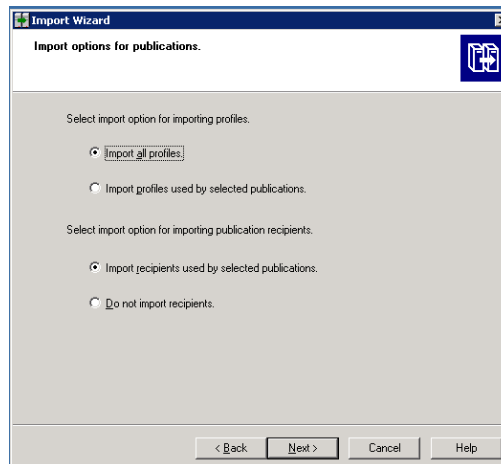 Import Wizard
Import options for publications.
Select import option for importing profiles.
Import all profiles.
Import profiles used by selected publications.
Select import option for importing publication recipients.
Import recipients used by selected publications.
Do not import recipients.
< Back
Next >
Cancel
Help